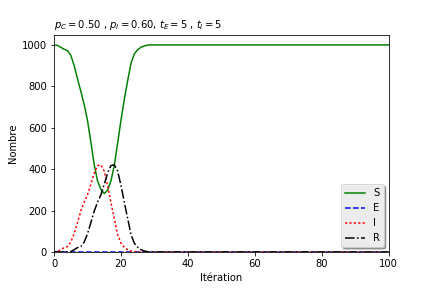 p_C = 0.50 , p_I = 0.60, t_E = 5 , t_I = 5
1000
800
600
400
200
0
Nombre
0 20 40 60 80 100
Itération
S
E
I
R